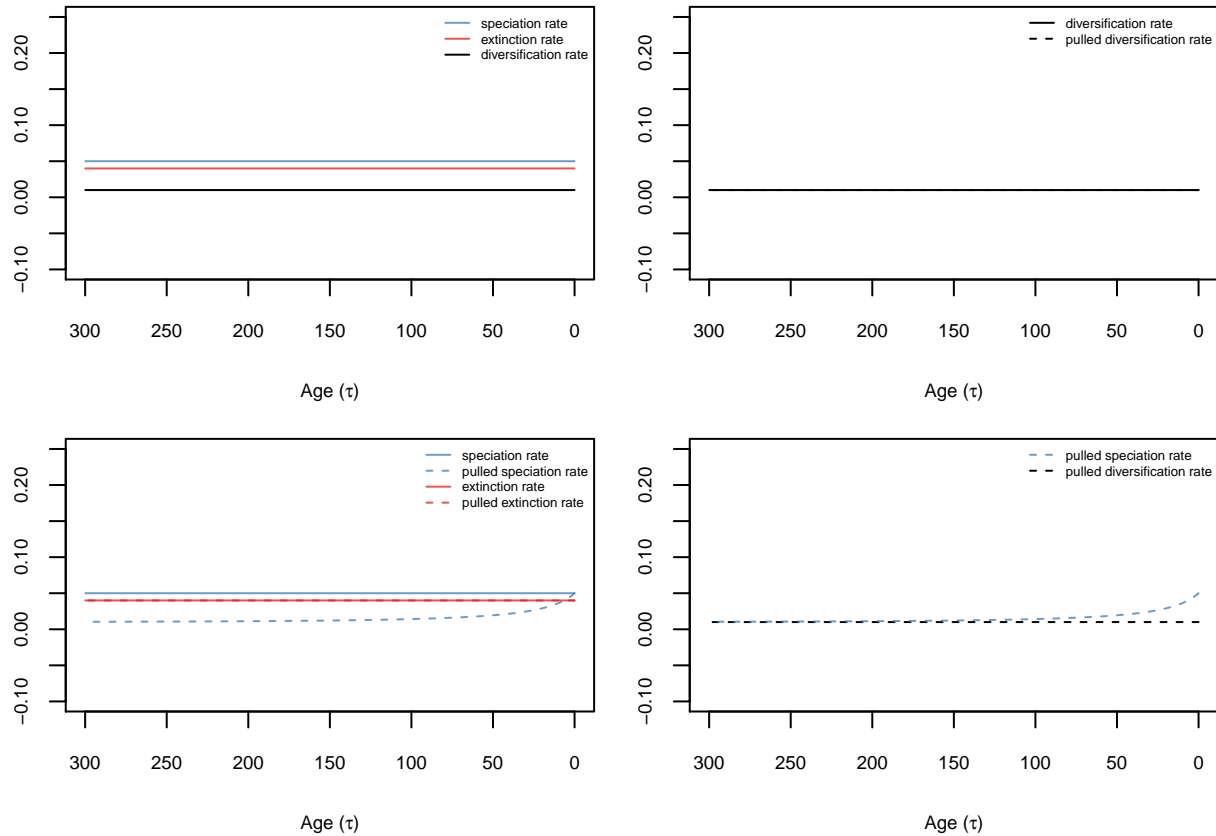 speciation rate
extinction rate
diversification rate
0.20
0.10
0.00
−0.10
300 250 200 150 100 50 0
Age (τ)
diversification rate
pulled diversification rate
0.20
0.10
0.00
−0.10
300 250 200 150 100 50 0
Age (τ)
speciation rate
pulled speciation rate
extinction rate
pulled extinction rate
0.20
0.10
0.00
−0.10
300 250 200 150 100 50 0
Age (τ)
pulled speciation rate
pulled diversification rate
0.20
0.10
0.00
−0.10
300 250 200 150 100 50 0
Age (τ)